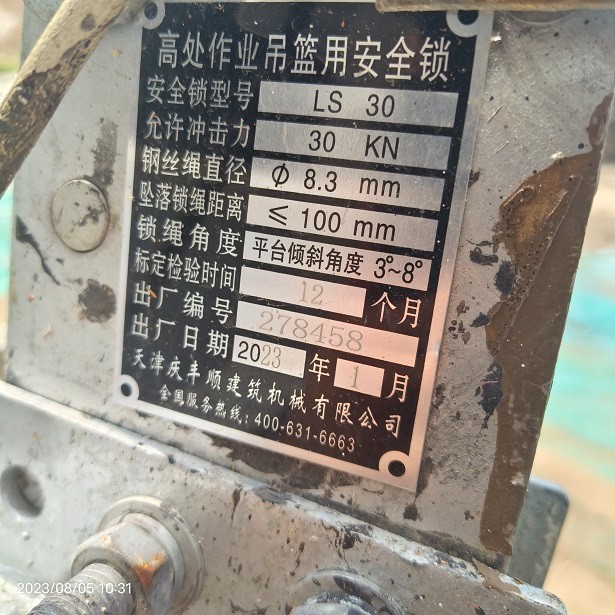 高处作业吊篮用安全锁
安全锁型号 LS 30
允许冲击力 30 KN
钢丝绳直径 Φ 8.3 mm
坠落锁绳距离 ≤ 100 mm
锁绳角度 平台倾斜角度 3°~8°
标定检验时间 12 个月
出厂编号 278458
出厂日期 2023 年 1 月
天津庆丰顺建筑机械有限公司
全国服务热线：400-631-6663
2023/08/05 10:31